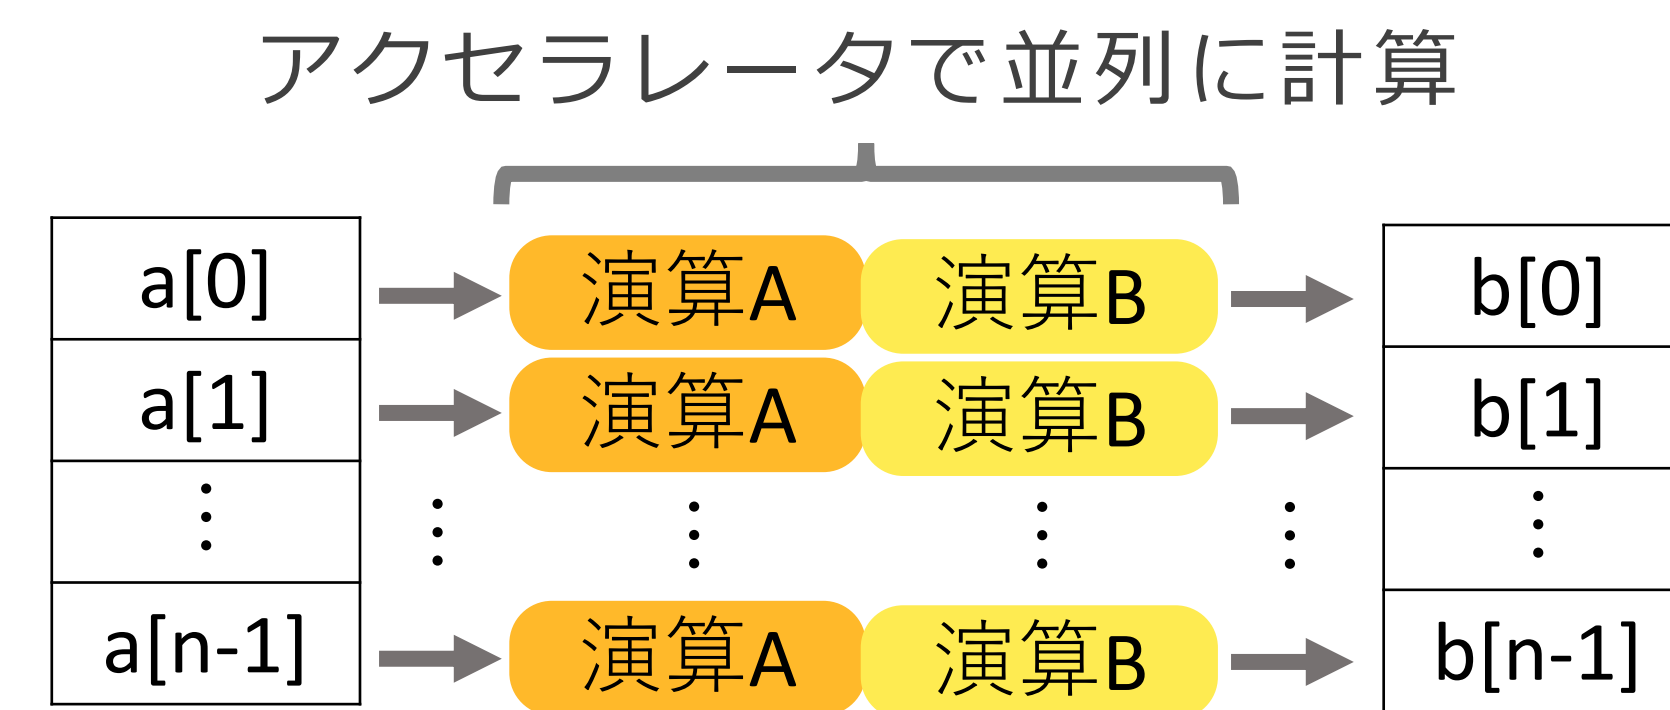 アクセラレータで並列に計算
a[0] 演算A 演算B b[0]
a[1] 演算A 演算B b[1]
⋮ ⋮ ⋮ ⋮ ⋮ ⋮
a[n-1] 演算A 演算B b[n-1]